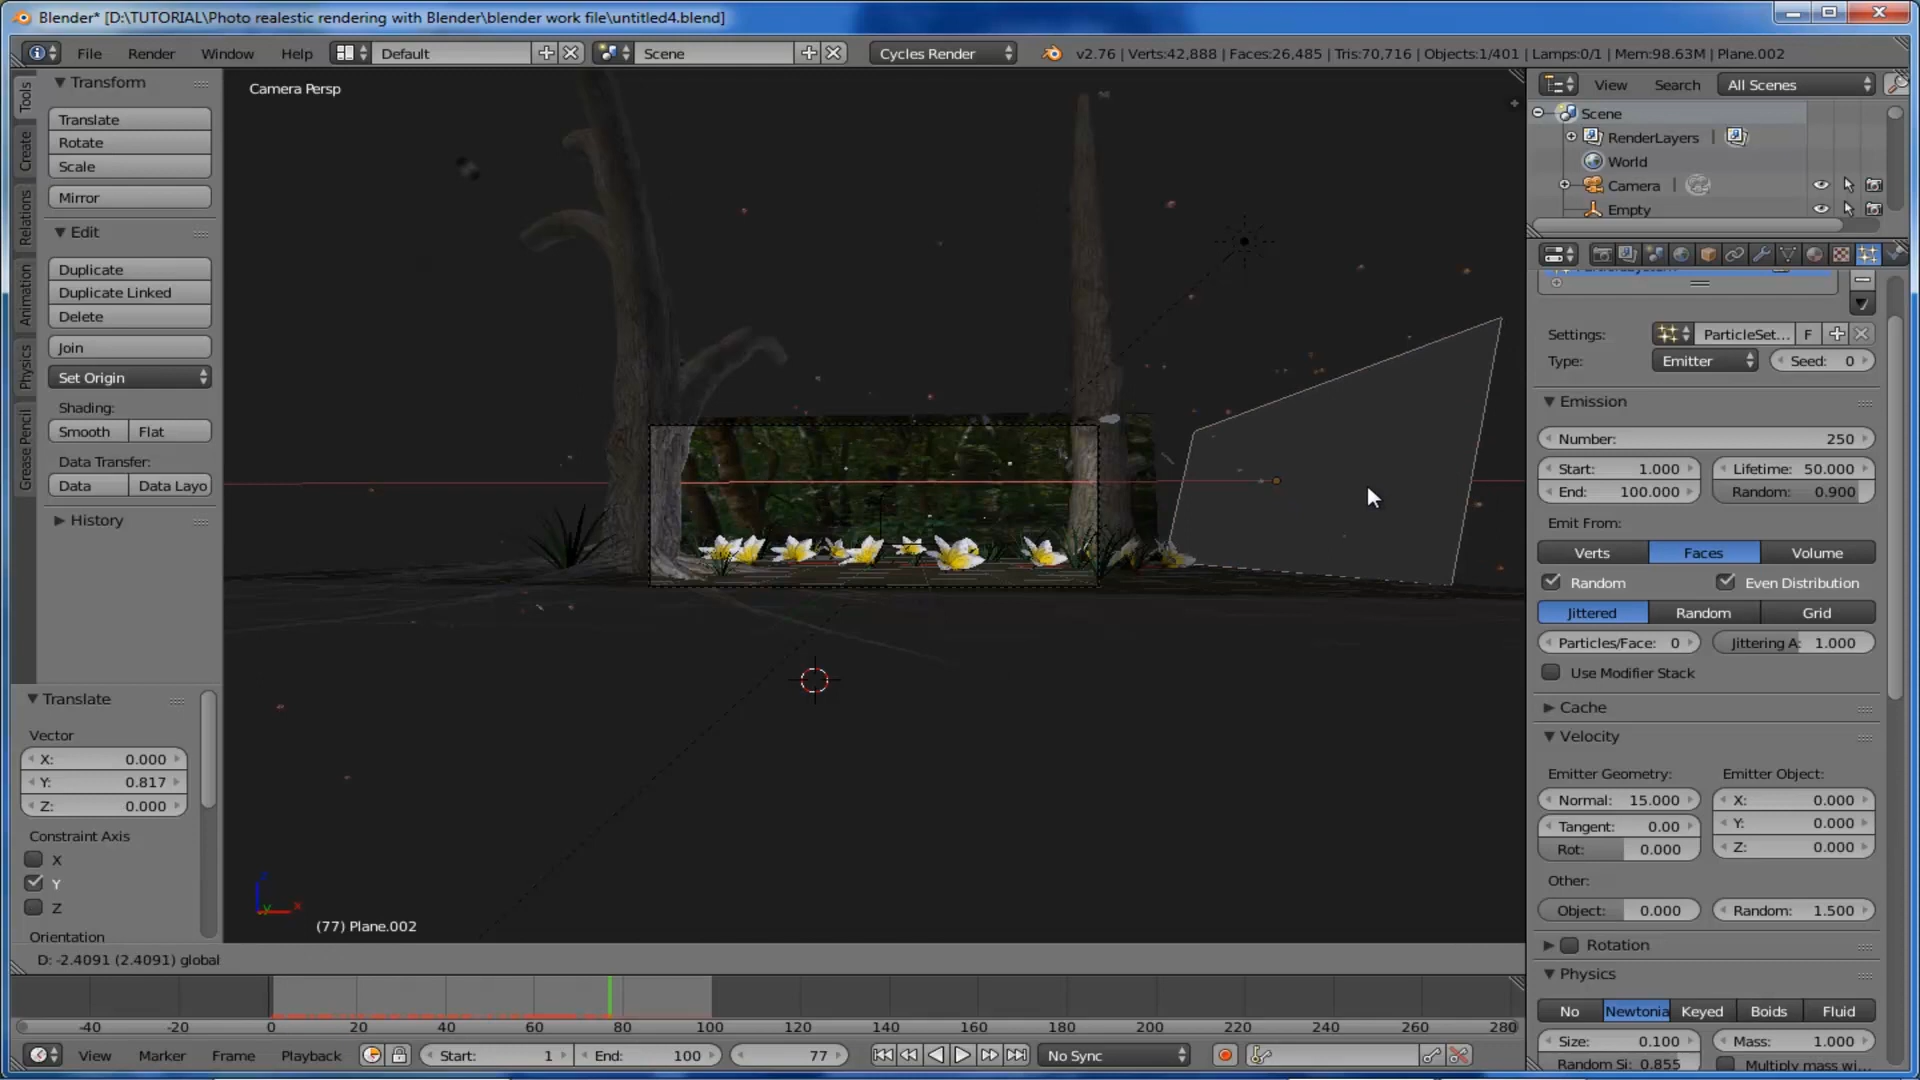 Blender* [D:\TUTORIAL\Photo realestic rendering with Blender\blender work file\untitled4.blend]
File Render Window Help Default Scene Cycles Render v2.76 | Verts:42,888 | Faces:26,485 | Tris:70,716 | Objects:1/401 | Lamps:0/1 | Mem:98.63M | Plane.002
Tools
Create
Relations
Animation
Physics
Grease Pencil
Transform
Translate
Rotate
Scale
Mirror
Edit
Duplicate
Duplicate Linked
Delete
Join
Set Origin
Shading:
Smooth Flat
Data Transfer:
Data Data Layo
History
Translate
Vector
X: 0.000
Y: 0.817
Z: 0.000
Constraint Axis
X
Y
Z
Orientation
Camera Persp
(77) Plane.002
D: -2.4091 (2.4091) global
View Search All Scenes
Scene
RenderLayers |
World
Camera |
Empty
Settings: ParticleSet... F
Type: Emitter Seed: 0
Emission
Number: 250
Start: 1.000 Lifetime: 50.000
End: 100.000 Random: 0.900
Emit From:
Verts Faces Volume
Random Even Distribution
Jittered Random Grid
Particles/Face: 0 Jittering A: 1.000
Use Modifier Stack
Cache
Velocity
Emitter Geometry: Emitter Object:
Normal: 15.000 X: 0.000
Tangent: 0.00 Y: 0.000
Rot: 0.000 Z: 0.000
Other:
Object: 0.000 Random: 1.500
Rotation
Physics
No Newtonia Keyed Boids Fluid
Size: 0.100 Mass: 1.000
Random Si: 0.855 Multiply mass wi...
-40 -20 0 20 40 60 80 100 120 140 160 180 200 220 240 260 280
View Marker Frame Playback Start: 1 End: 100 77 No Sync